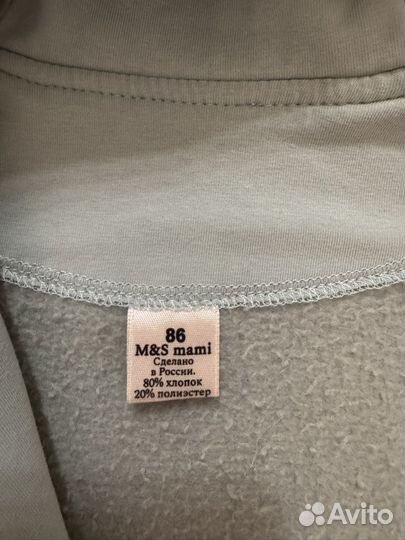 86
M&S mami
Сделано
в России.
80% хлопок
20% полиэстер
Avito